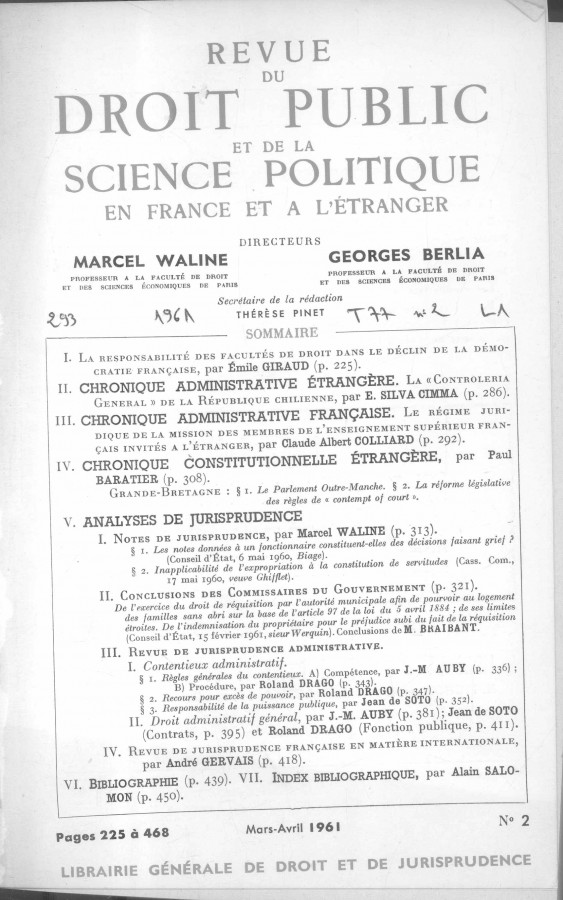 REVUE
DU
DROIT PUBLIC
ET DE LA
SCIENCE POLITIQUE
EN FRANCE ET A L'ÉTRANGER
DIRECTEURS
MARCEL WALINE
PROFESSEUR A LA FACULTÉ DE DROIT
ET DES SCIENCES ÉCONOMIQUES DE PARIS
GEORGES BERLIA
PROFESSEUR A LA FACULTÉ DE DROIT
ET DES SCIENCES ÉCONOMIQUES DE PARIS
Secrétaire de la rédaction
THÉRÈSE PINET
293 1961 T77 n°2 L1
SOMMAIRE
I. LA RESPONSABILITÉ DES FACULTÉS DE DROIT DANS LE DÉCLIN DE LA DÉMO-
CRATIE FRANÇAISE, par Émile GIRAUD (p. 225).
II. CHRONIQUE ADMINISTRATIVE ÉTRANGÈRE. LA « CONTROLERIA
GENERAL » DE LA RÉPUBLIQUE CHILIENNE, par E. SILVA CIMMA (p. 286).
III. CHRONIQUE ADMINISTRATIVE FRANÇAISE. LE RÉGIME JURI-
DIQUE DE LA MISSION DES MEMBRES DE L'ENSEIGNEMENT SUPÉRIEUR FRAN-
ÇAIS INVITÉS A L'ÉTRANGER, par Claude Albert COLLIARD (p. 292).
IV. CHRONIQUE CONSTITUTIONNELLE ÉTRANGÈRE, par Paul
BARATIER (p. 308).
GRANDE-BRETAGNE : § 1. Le Parlement Outre-Manche. § 2. La réforme législative
des règles de « contempt of court ».
V. ANALYSES DE JURISPRUDENCE
I. NOTES DE JURISPRUDENCE, par Marcel WALINE (p. 313).
§ 1. Les notes données à un fonctionnaire constituent-elles des décisions faisant grief ?
(Conseil d'État, 6 mai 1960, Biage).
§ 2. Inapplicabilité de l'expropriation à la constitution de servitudes (Cass. Com.,
17 mai 1960, veuve Ghifflet).
II. CONCLUSIONS DES COMMISSAIRES DU GOUVERNEMENT (p. 321).
De l'exercice du droit de réquisition par l'autorité municipale afin de pourvoir au logement
des familles sans abri sur la base de l'article 97 de la loi du 5 avril 1884 ; de ses limites
étroites. De l'indemnisation du propriétaire pour le préjudice subi du fait de la réquisition
(Conseil d'État, 15 février 1961, sieur Werquin). Conclusions de M. BRAIBANT.
III. REVUE DE JURISPRUDENCE ADMINISTRATIVE.
I. Contentieux administratif.
§ 1. Règles générales du contentieux. A) Compétence, par J.-M AUBY (p. 336) ;
B) Procédure, par Roland DRAGO (p. 343).
§ 2. Recours pour excès de pouvoir, par Roland DRAGO (p. 347).
§ 3. Responsabilité de la puissance publique, par Jean de SOTO (p. 352).
II. Droit administratif général, par J.-M. AUBY (p. 381) ; Jean de SOTO
(Contrats, p. 395) et Roland DRAGO (Fonction publique, p. 411).
IV. REVUE DE JURISPRUDENCE FRANÇAISE EN MATIÈRE INTERNATIONALE,
par André GERVAIS (p. 418).
VI. BIBLIOGRAPHIE (p. 439). VII. INDEX BIBLIOGRAPHIQUE, par Alain SALO-
MON (p. 450).
Pages 225 à 468 Mars-Avril 1961 N° 2
LIBRAIRIE GÉNÉRALE DE DROIT ET DE JURISPRUDENCE